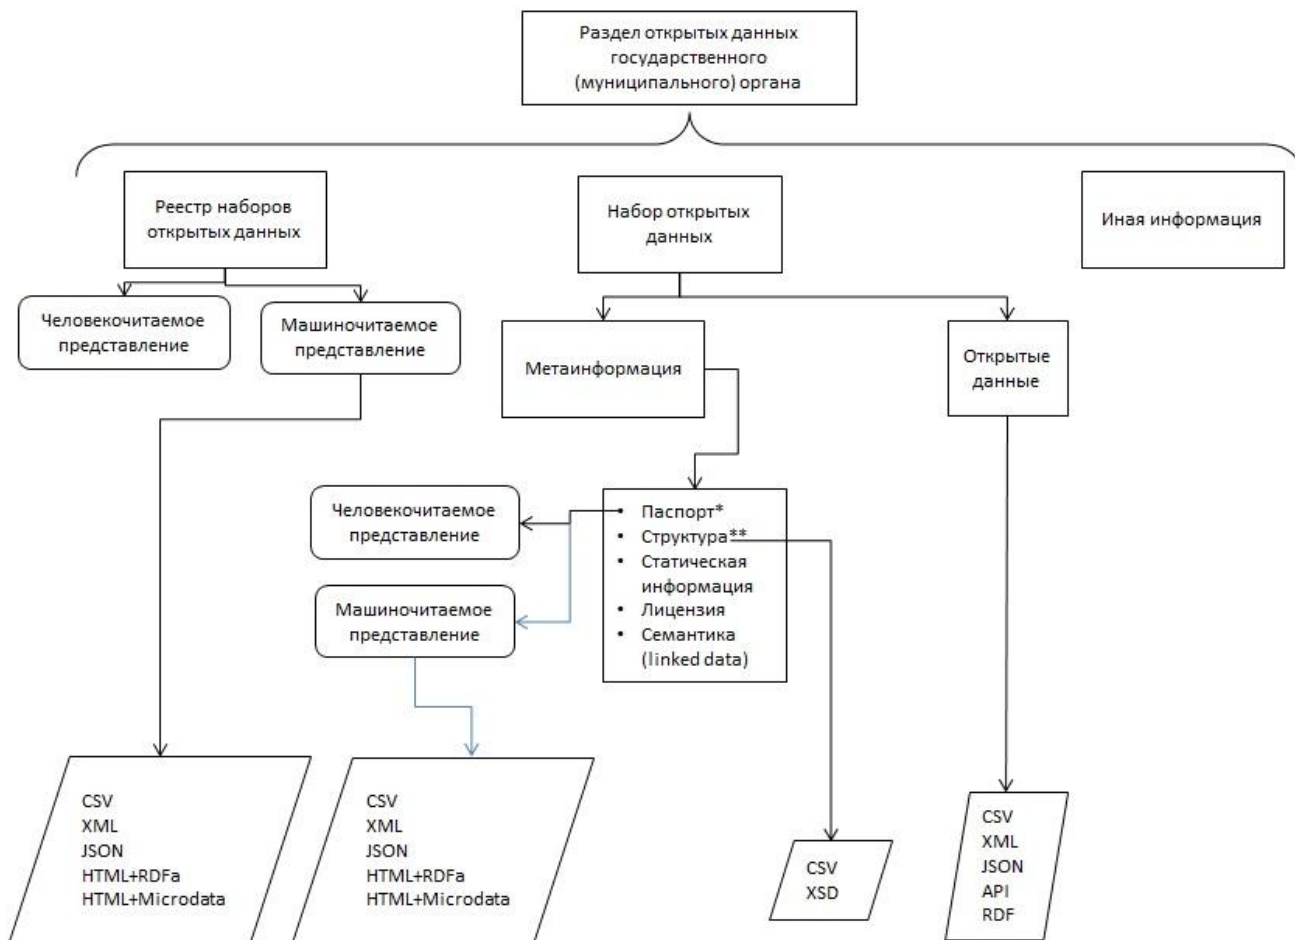 Раздел открытых данных
государственного
(муниципального) органа
Реестр наборов
открытых данных
Набор открытых
данных
Иная информация
Человекочитаемое
представление
Машиночитаемое
представление
Метаинформация
Открытые
данные
Человекочитаемое
представление
Машиночитаемое
представление
• Паспорт*
• Структура**
• Статическая
информация
• Лицензия
• Семантика
(linked data)
CSV
XML
JSON
HTML+RDFa
HTML+Microdata
CSV
XML
JSON
HTML+RDFa
HTML+Microdata
CSV
XSD
CSV
XML
JSON
API
RDF